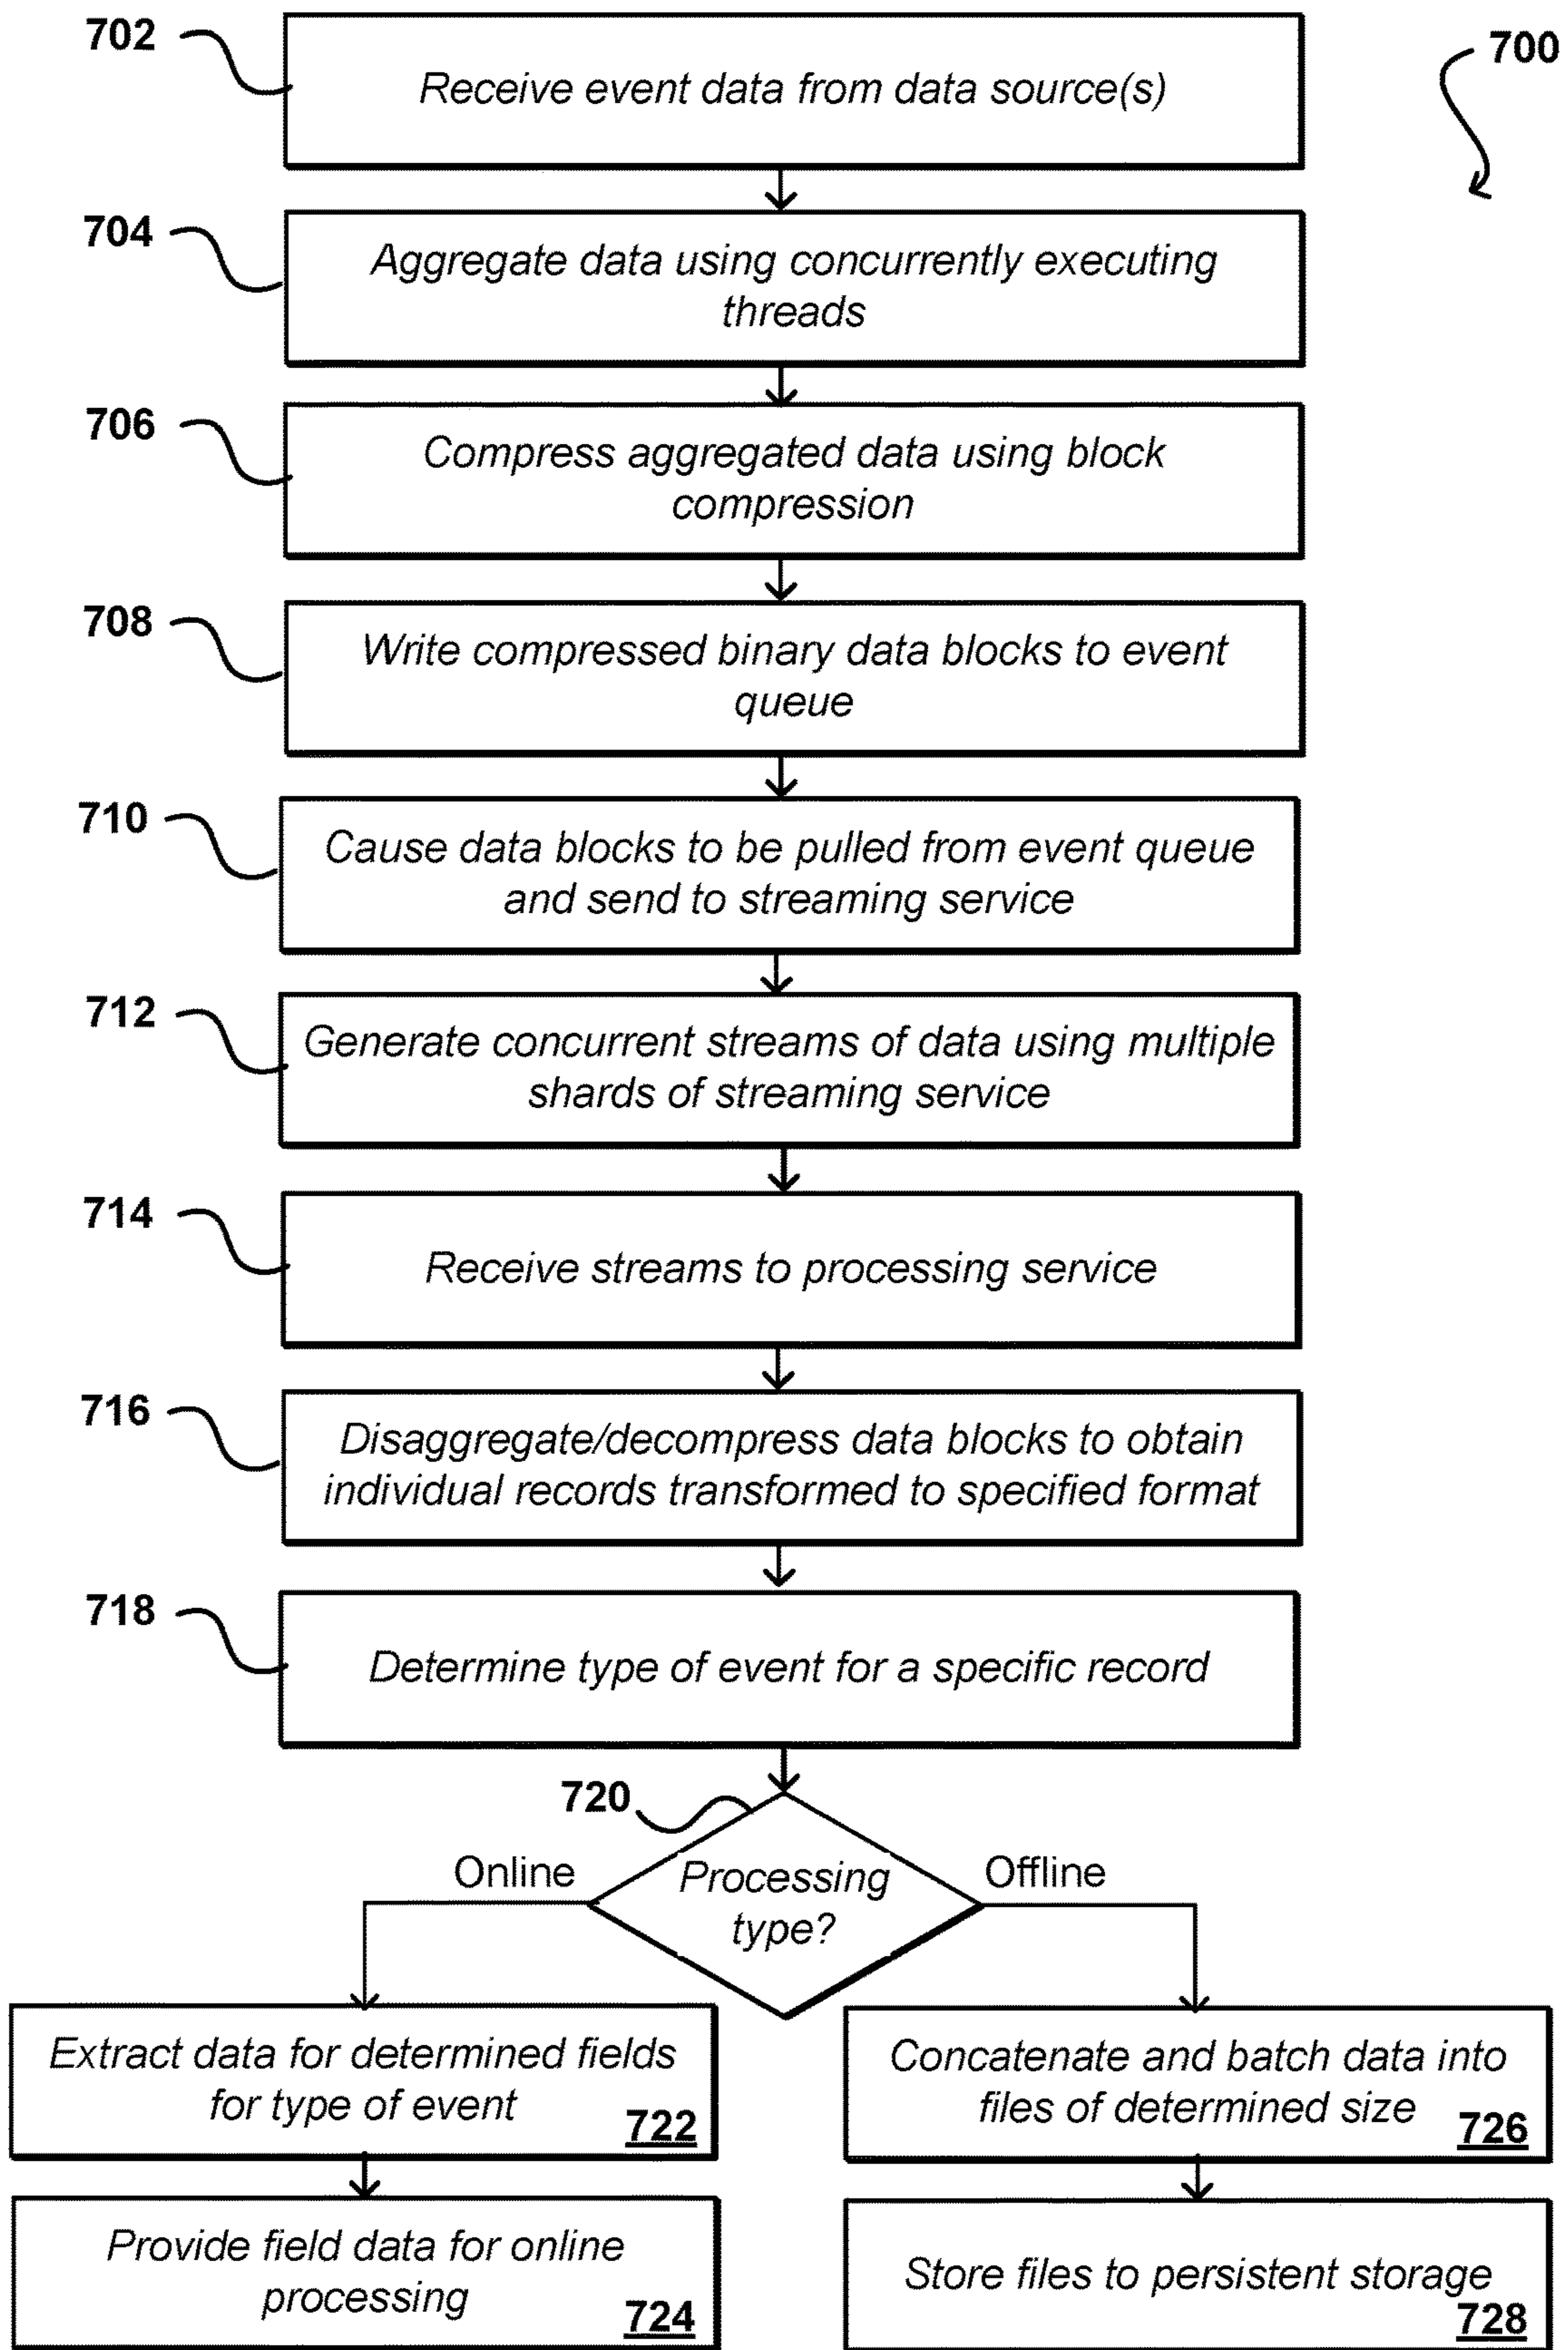 702
Receive event data from data source(s)
700
704
Aggregate data using concurrently executing
threads
706
Compress aggregated data using block
compression
708
Write compressed binary data blocks to event
queue
710
Cause data blocks to be pulled from event queue
and send to streaming service
712
Generate concurrent streams of data using multiple
shards of streaming service
714
Receive streams to processing service
716
Disaggregate/decompress data blocks to obtain
individual records transformed to specified format
718
Determine type of event for a specific record
720
Online
Processing
type?
Offline
Extract data for determined fields
for type of event
722
Concatenate and batch data into
files of determined size
726
Provide field data for online
processing
724
Store files to persistent storage
728